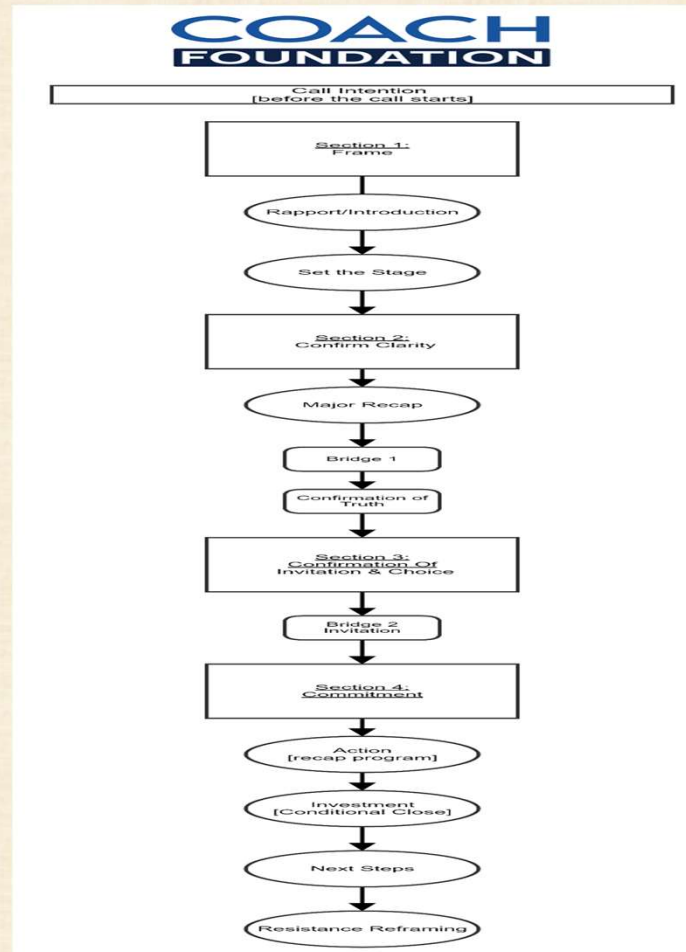 COACH
FOUNDATION
Call Intention
[before the call starts]
Section 1:
Frame
Rapport/Introduction
Set the Stage
Section 2:
Confirm Clarity
Major Recap
Bridge 1
Confirmation of
Truth
Section 3:
Confirmation Of
Invitation & Choice
Bridge 2
Invitation
Section 4:
Commitment
Action
[recap program]
Investment
[Conditional Close]
Next Steps
Resistance Reframing